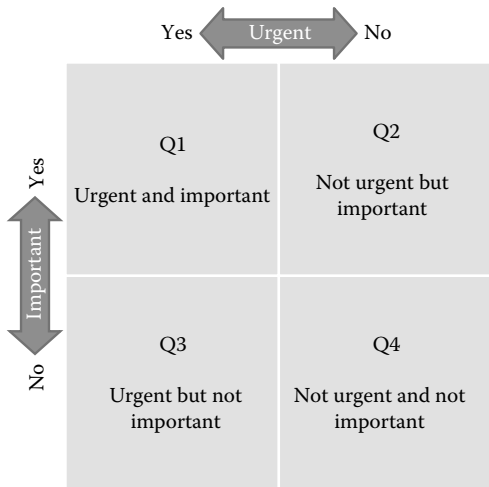 Yes Urgent No
Q1
Urgent and important
Q2
Not urgent but
important
Yes
Important
No
Q3
Urgent but not
important
Q4
Not urgent and not
important